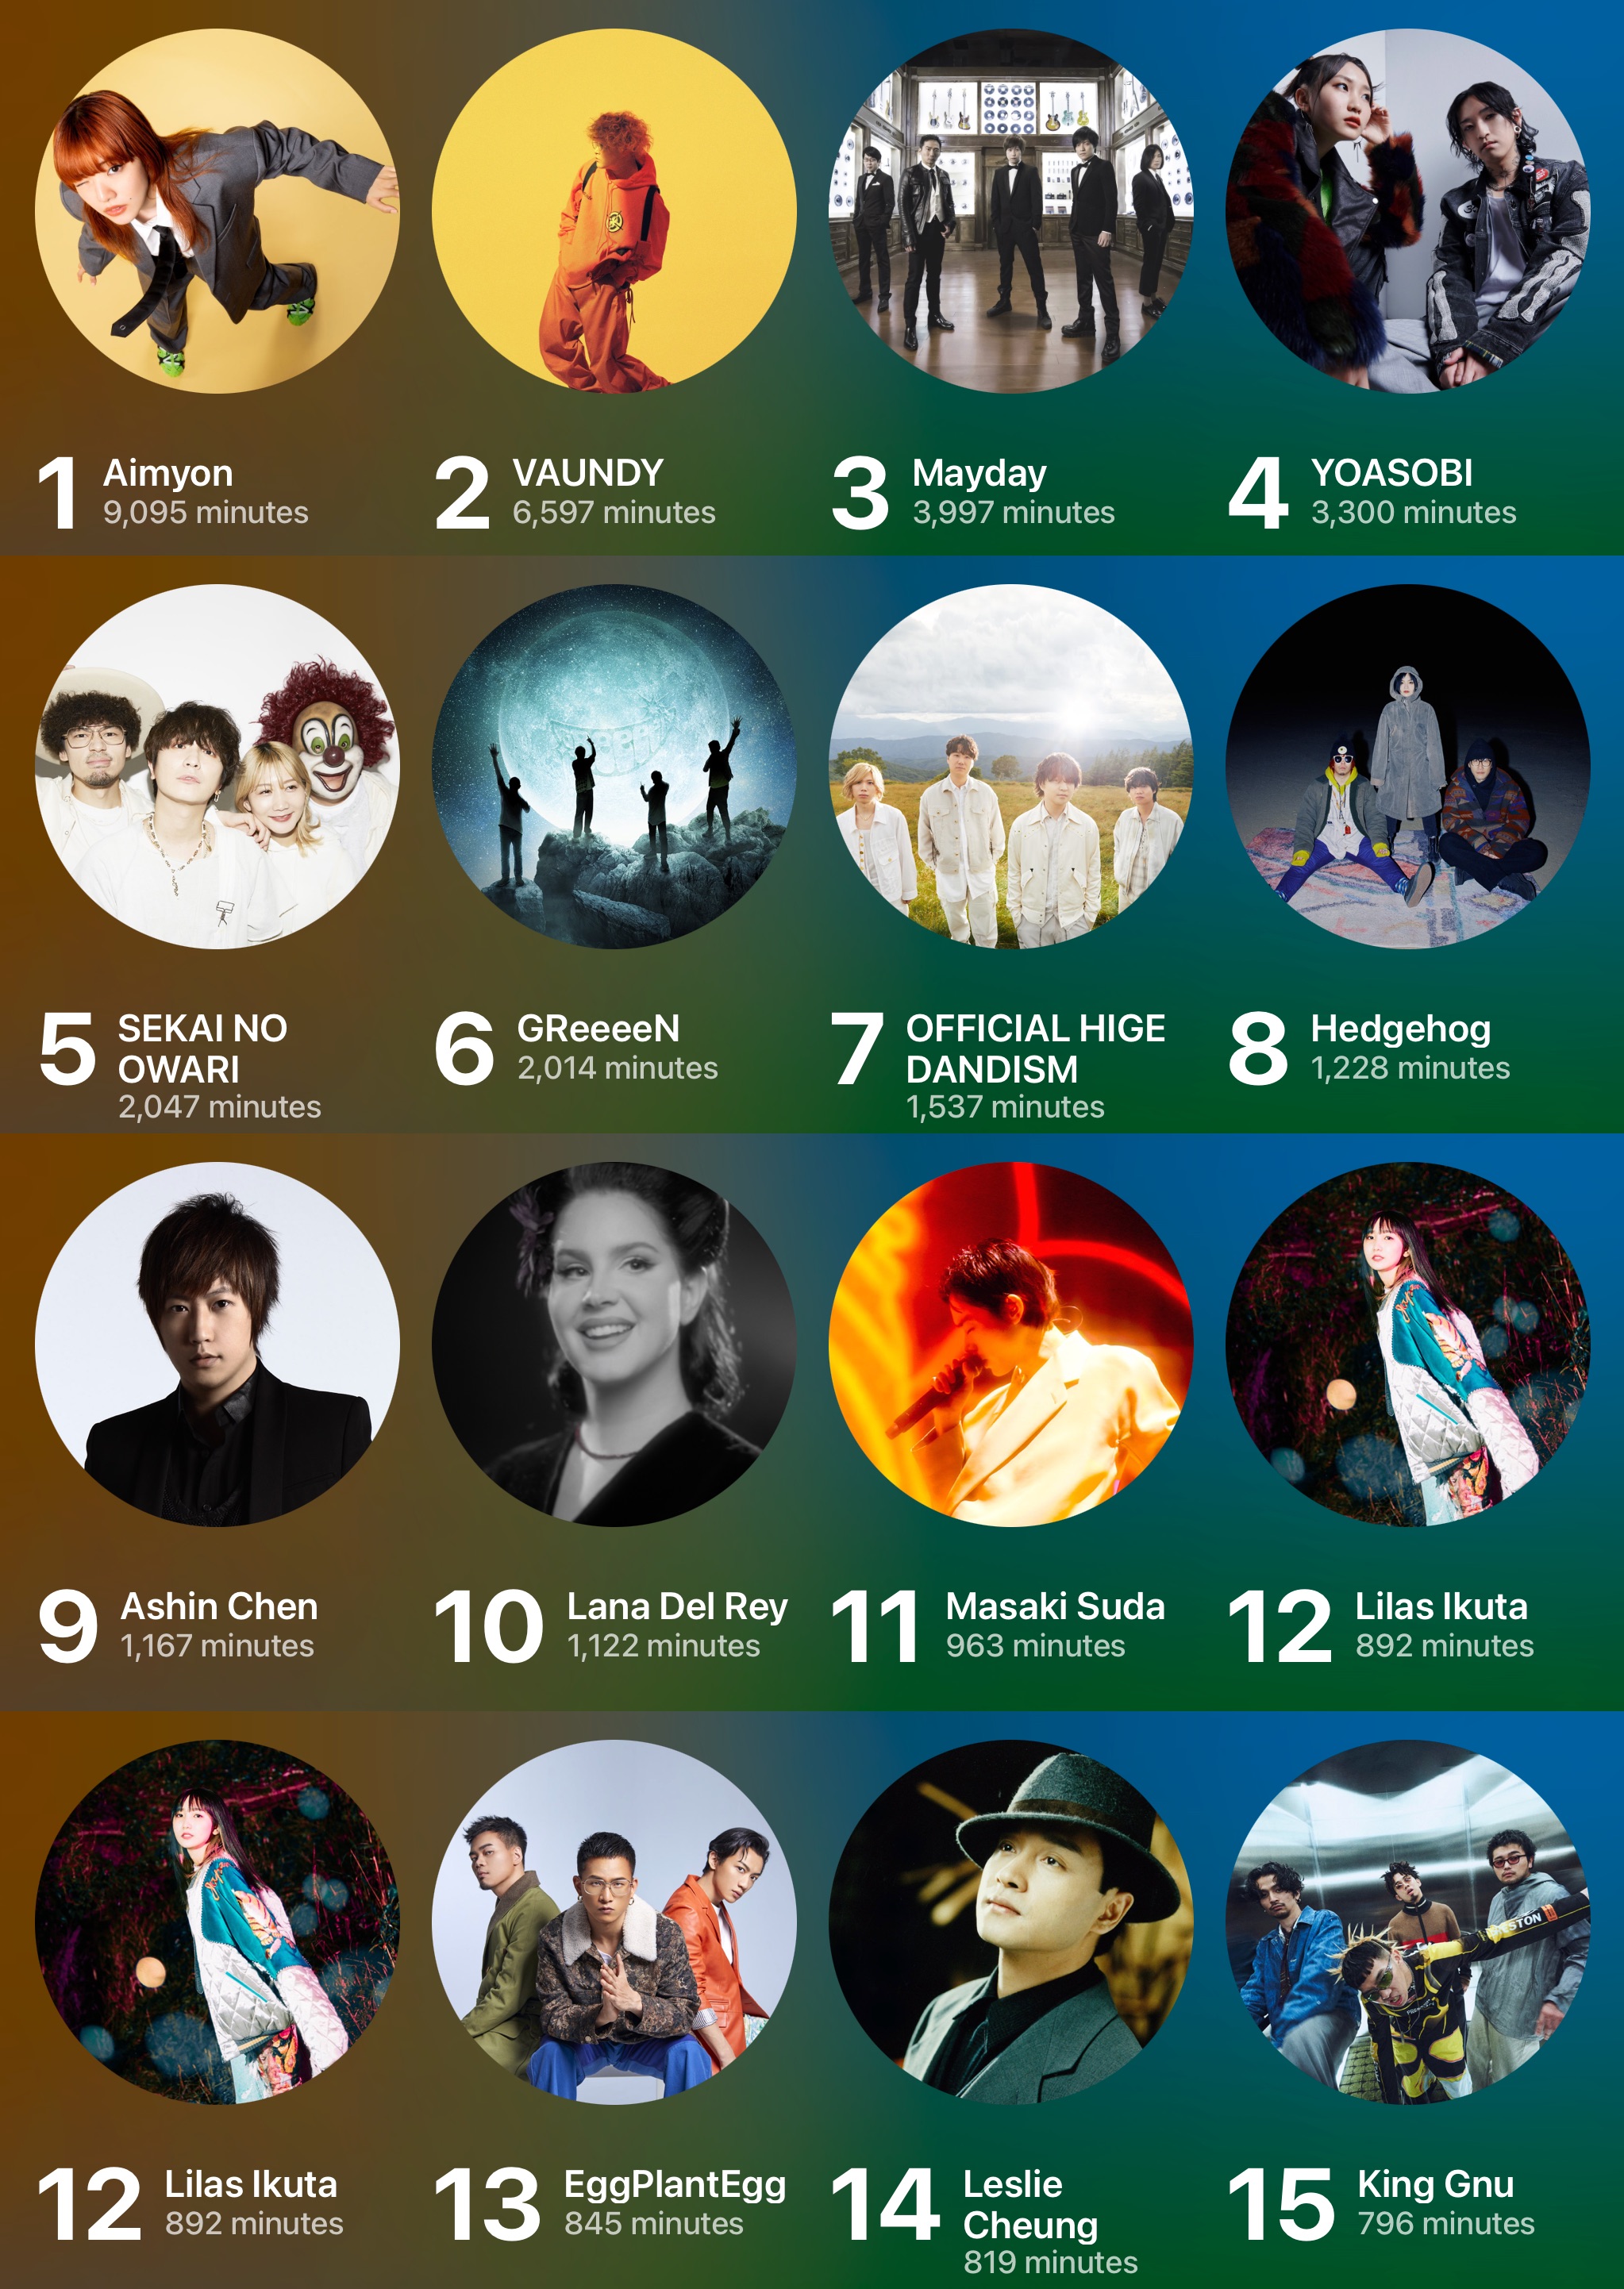 1
Aimyon
9,095 minutes
2
VAUNDY
6,597 minutes
3
Mayday
3,997 minutes
4
YOASOBI
3,300 minutes
5
SEKAI NO
OWARI
2,047 minutes
6
GReeeeN
2,014 minutes
7
OFFICIAL HIGE
DANDISM
1,537 minutes
8
Hedgehog
1,228 minutes
9
Ashin Chen
1,167 minutes
10
Lana Del Rey
1,122 minutes
11
Masaki Suda
963 minutes
12
Lilas Ikuta
892 minutes
12
Lilas Ikuta
892 minutes
13
EggPlantEgg
845 minutes
14
Leslie
Cheung
819 minutes
15
King Gnu
796 minutes